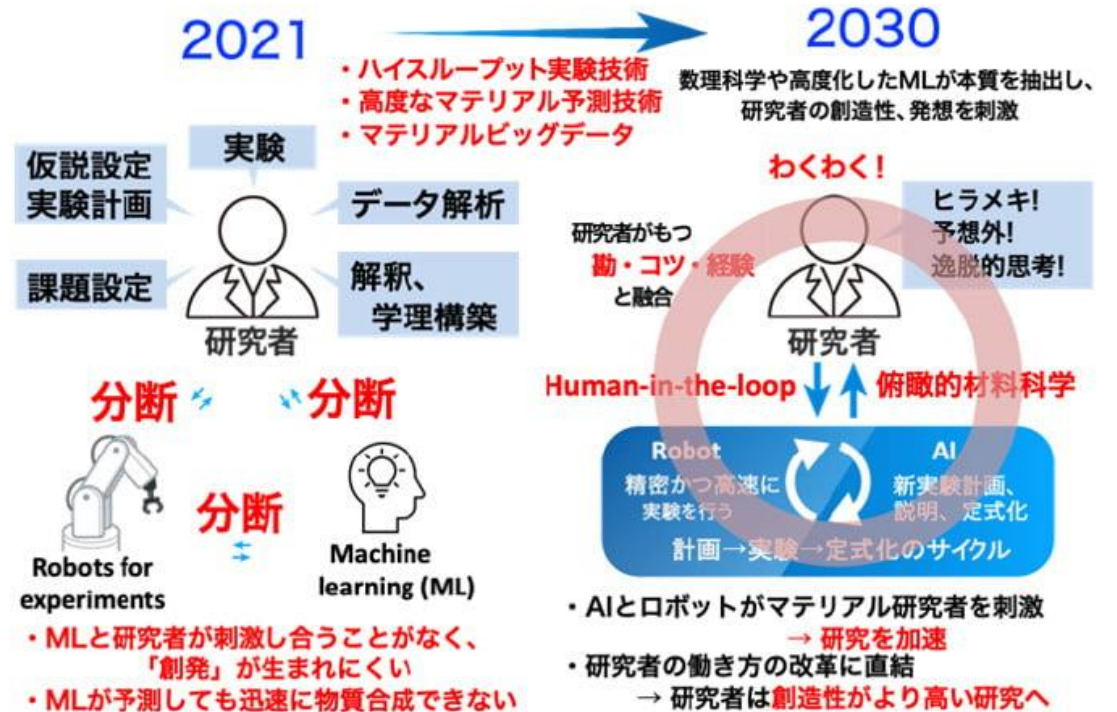 2021
2030
・ハイスループット実験技術
・高度なマテリアル予測技術
・マテリアルビッグデータ
数理科学や高度化したMLが本質を抽出し、
研究者の創造性、発想を刺激
実験
仮説設定
実験計画
データ解析
課題設定
解釈、
学理構築
研究者
分断
分断
分断
Robots for
experiments
Machine
learning (ML)
・MLと研究者が刺激し合うことがなく、
「創発」が生まれにくい
・MLが予測しても迅速に物質合成できない
わくわく！
研究者がもつ
勘・コツ・経験
と融合
ヒラメキ!
予想外!
逸脱的思考!
研究者
Human-in-the-loop
俯瞰的材料科学
Robot
精密かつ高速に
実験を行う
AI
新実験計画、
説明、定式化
計画→実験→定式化のサイクル
・AIとロボットがマテリアル研究者を刺激
→ 研究を加速
・研究者の働き方の改革に直結
→ 研究者は創造性がより高い研究へ